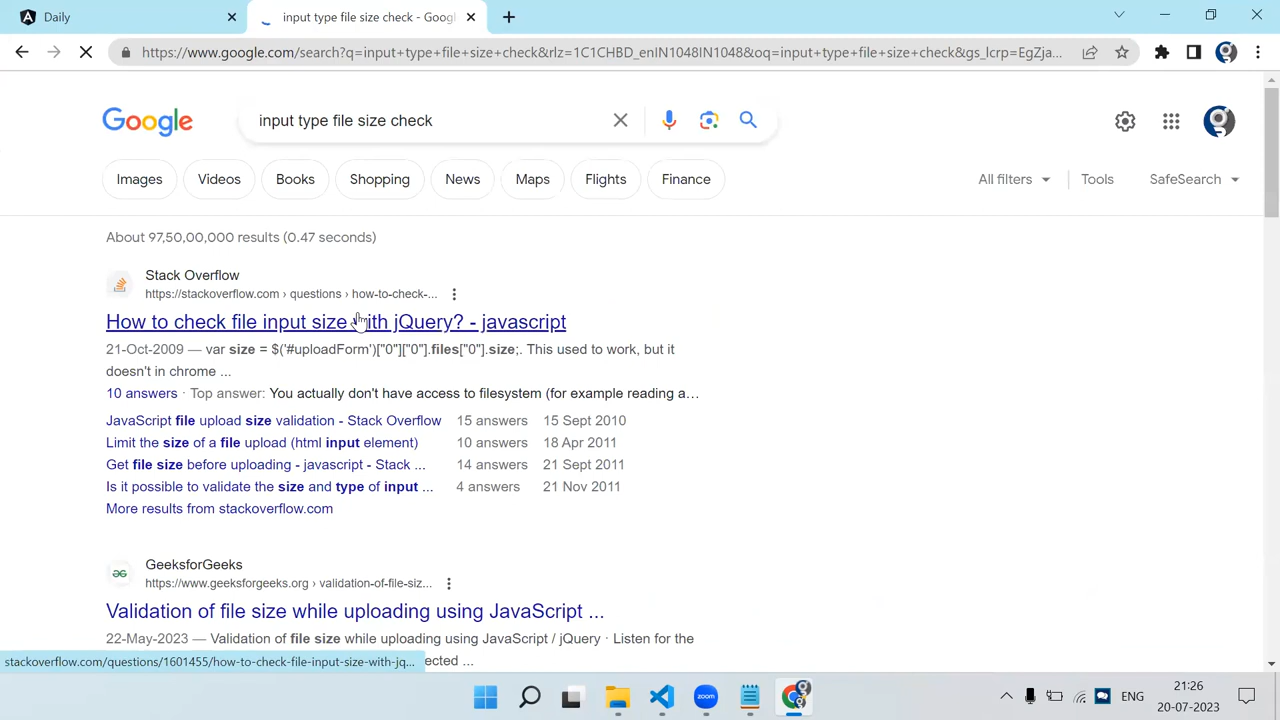 Daily
input type file size check - Googl
https://www.google.com/search?q=input+type+file+size+check&rlz=1C1CHBD_enIN1048IN1048&oq=input+type+file+size+check&gs_lcrp=EgZja...
Google
input type file size check
Images
Videos
Books
Shopping
News
Maps
Flights
Finance
All filters
Tools
SafeSearch
About 97,50,00,000 results (0.47 seconds)
Stack Overflow
https://stackoverflow.com › questions › how-to-check-...
How to check file input size with jQuery? - javascript
21-Oct-2009 — var size = $('#uploadForm')["0"]["0"].files["0"].size;. This used to work, but it
doesn't in chrome ...
10 answers · Top answer: You actually don't have access to filesystem (for example reading a...
JavaScript file upload size validation - Stack Overflow 15 answers 15 Sept 2010
Limit the size of a file upload (html input element) 10 answers 18 Apr 2011
Get file size before uploading - javascript - Stack ... 14 answers 21 Sept 2011
Is it possible to validate the size and type of input ... 4 answers 21 Nov 2011
More results from stackoverflow.com
GeeksforGeeks
https://www.geeksforgeeks.org › validation-of-file-siz...
Validation of file size while uploading using JavaScript ...
22-May-2023 — Validation of file size while uploading using JavaScript / jQuery · Listen for the
ected ...
stackoverflow.com/questions/1601455/how-to-check-file-input-size-with-jq...
zoom
ENG
21:26
20-07-2023